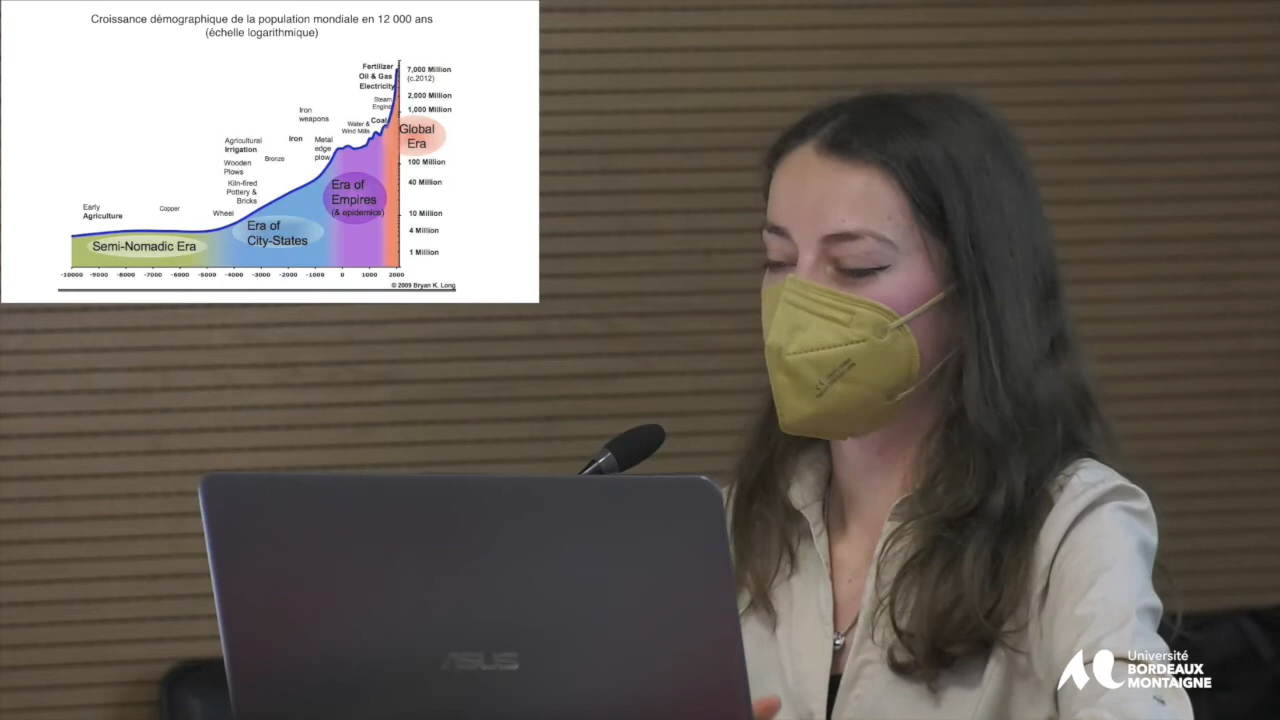 Croissance démographique de la population mondiale en 12 000 ans
(échelle logarithmique)
Fertilizer
Oil & Gas
Electricity
Steam
Engine
Coal
Water &
Wind Mills
Iron
weapons
Iron
Metal
edge
plow
Agricultural
Irrigation
Bronze
Wooden
Plows
Kiln-fired
Pottery &
Bricks
Wheel
Copper
Early
Agriculture
7,000 Million
(c.2012)
2,000 Million
1,000 Million
100 Million
40 Million
10 Million
4 Million
1 Million
Global
Era
Era of
Empires
(& epidemics)
Era of
City-States
Semi-Nomadic Era
-10000 -9000 -8000 -7000 -6000 -5000 -4000 -3000 -2000 -1000 0 1000 2000
© 2009 Bryan K. Long
ASUS
Université
BORDEAUX
MONTAIGNE